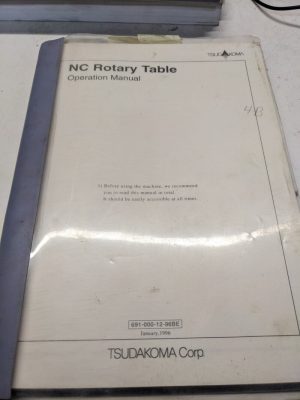 NC Rotary Table
TSUDAKOMA
Operation Manual
4B
1) Before using the machine, we recommend
you to read this manual in total.
It should be easily accessible at all times.
691-000-12-96BE
January,1996
TSUDAKOMA Corp.